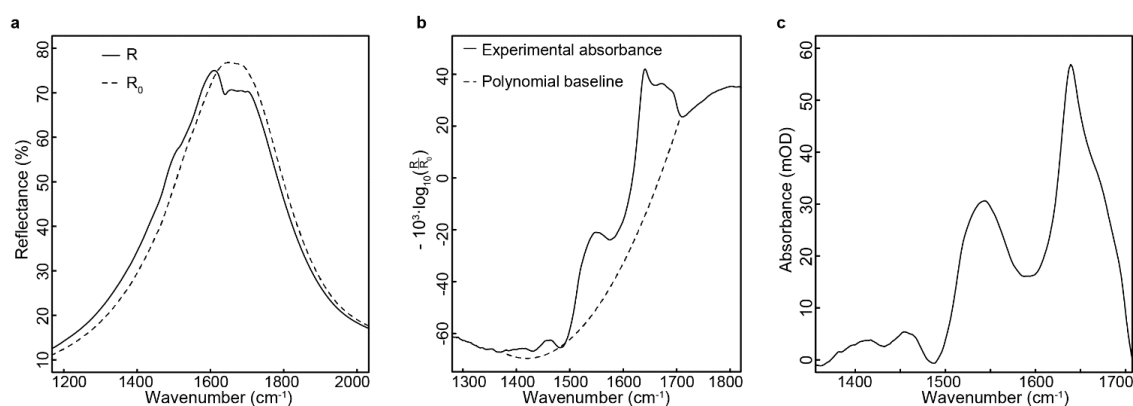 a
R
R0
Reflectance (%)
80
70
60
50
40
30
20
10
1200 1400 1600 1800 2000
Wavenumber (cm-1)
b
Experimental absorbance
Polynomial baseline
- 10³·log10(R/R0)
40
20
0
-20
-40
-60
1300 1400 1500 1600 1700 1800
Wavenumber (cm-1)
c
Absorbance (mOD)
60
50
40
30
20
10
0
1400 1500 1600 1700
Wavenumber (cm-1)